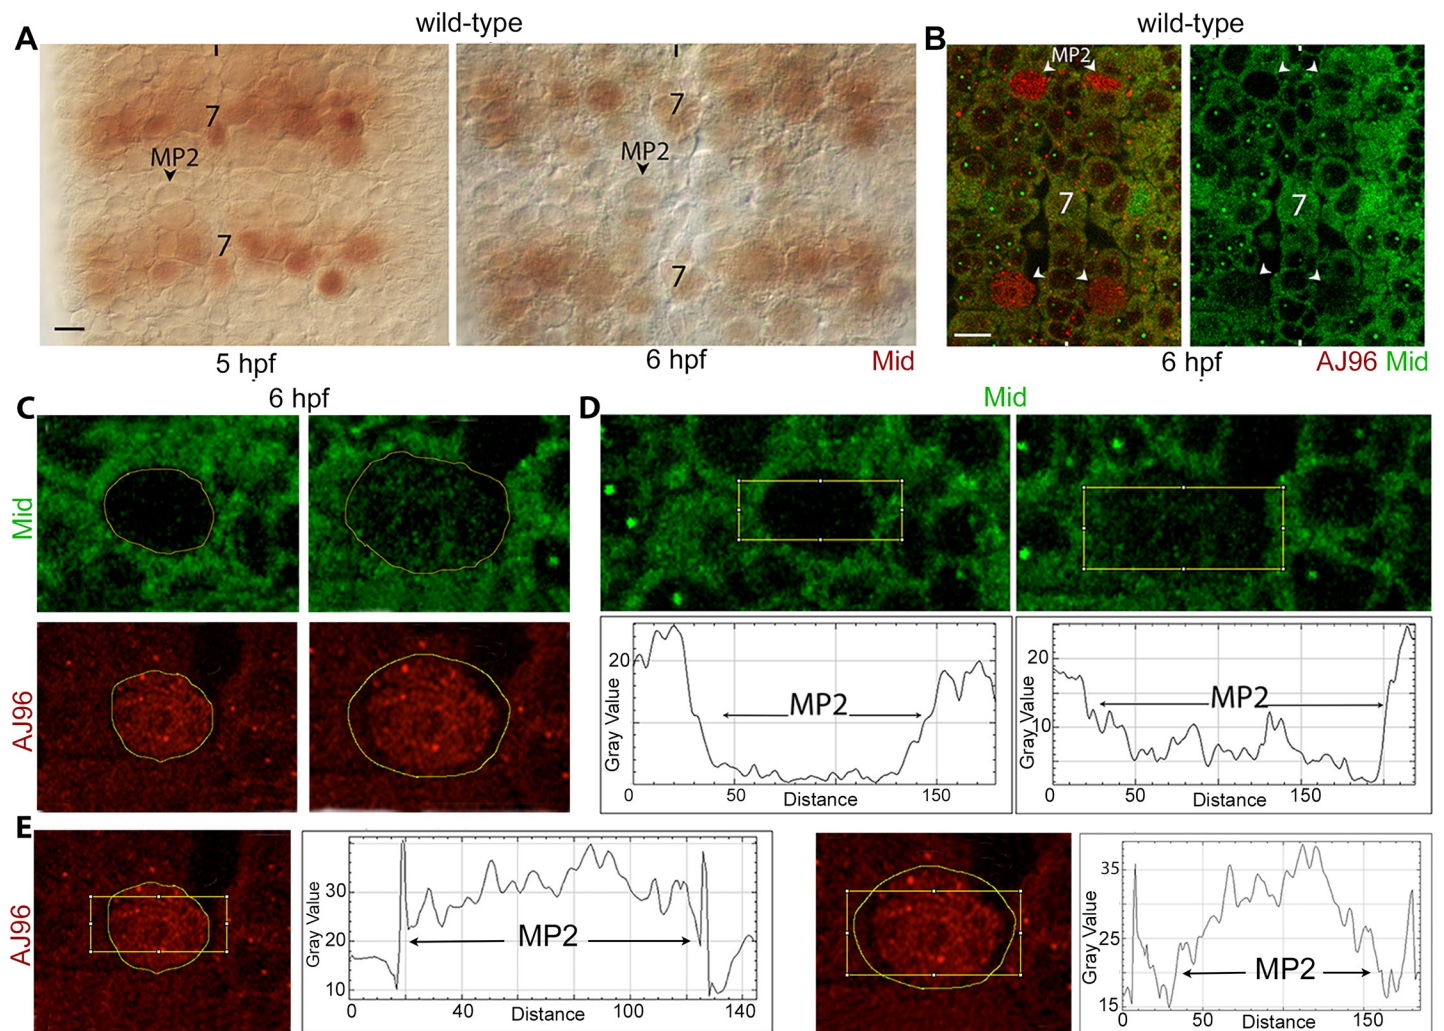 A
wild-type
7
MP2
7
5 hpf
7
MP2
7
6 hpf
Mid
B
wild-type
MP2
7
7
6 hpf
AJ96 Mid
C
6 hpf
Mid
AJ96
D
Mid
Gray Value
20
MP2
0
50
Distance
150
Gray Value
20
10
MP2
0
50
Distance
150
E
AJ96
Gray Value
30
20
10
MP2
0
40
Distance
100
140
Gray Value
35
25
15
MP2
0
50
Distance
150